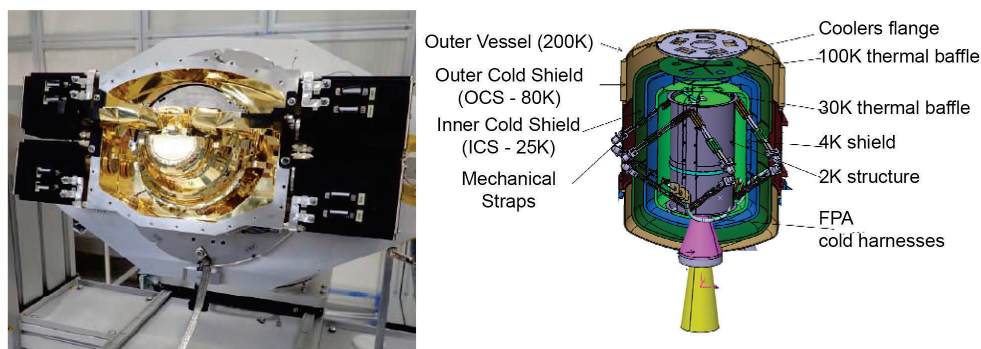 Outer Vessel (200K)
Outer Cold Shield
(OCS - 80K)
Inner Cold Shield
(ICS - 25K)
Mechanical
Straps
Coolers flange
100K thermal baffle
30K thermal baffle
4K shield
2K structure
FPA
cold harnesses